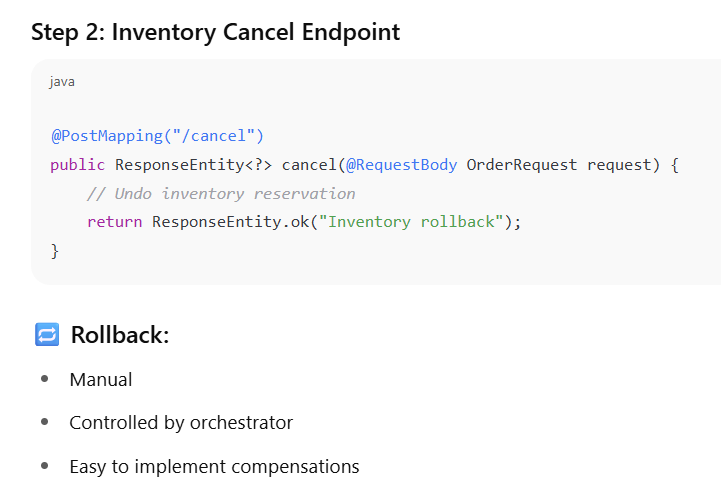 Step 2: Inventory Cancel Endpoint
java
@PostMapping("/cancel")
public ResponseEntity<?> cancel(@RequestBody OrderRequest request) {
    // Undo inventory reservation
    return ResponseEntity.ok("Inventory rollback");
}
🔁 Rollback:
• Manual
• Controlled by orchestrator
• Easy to implement compensations